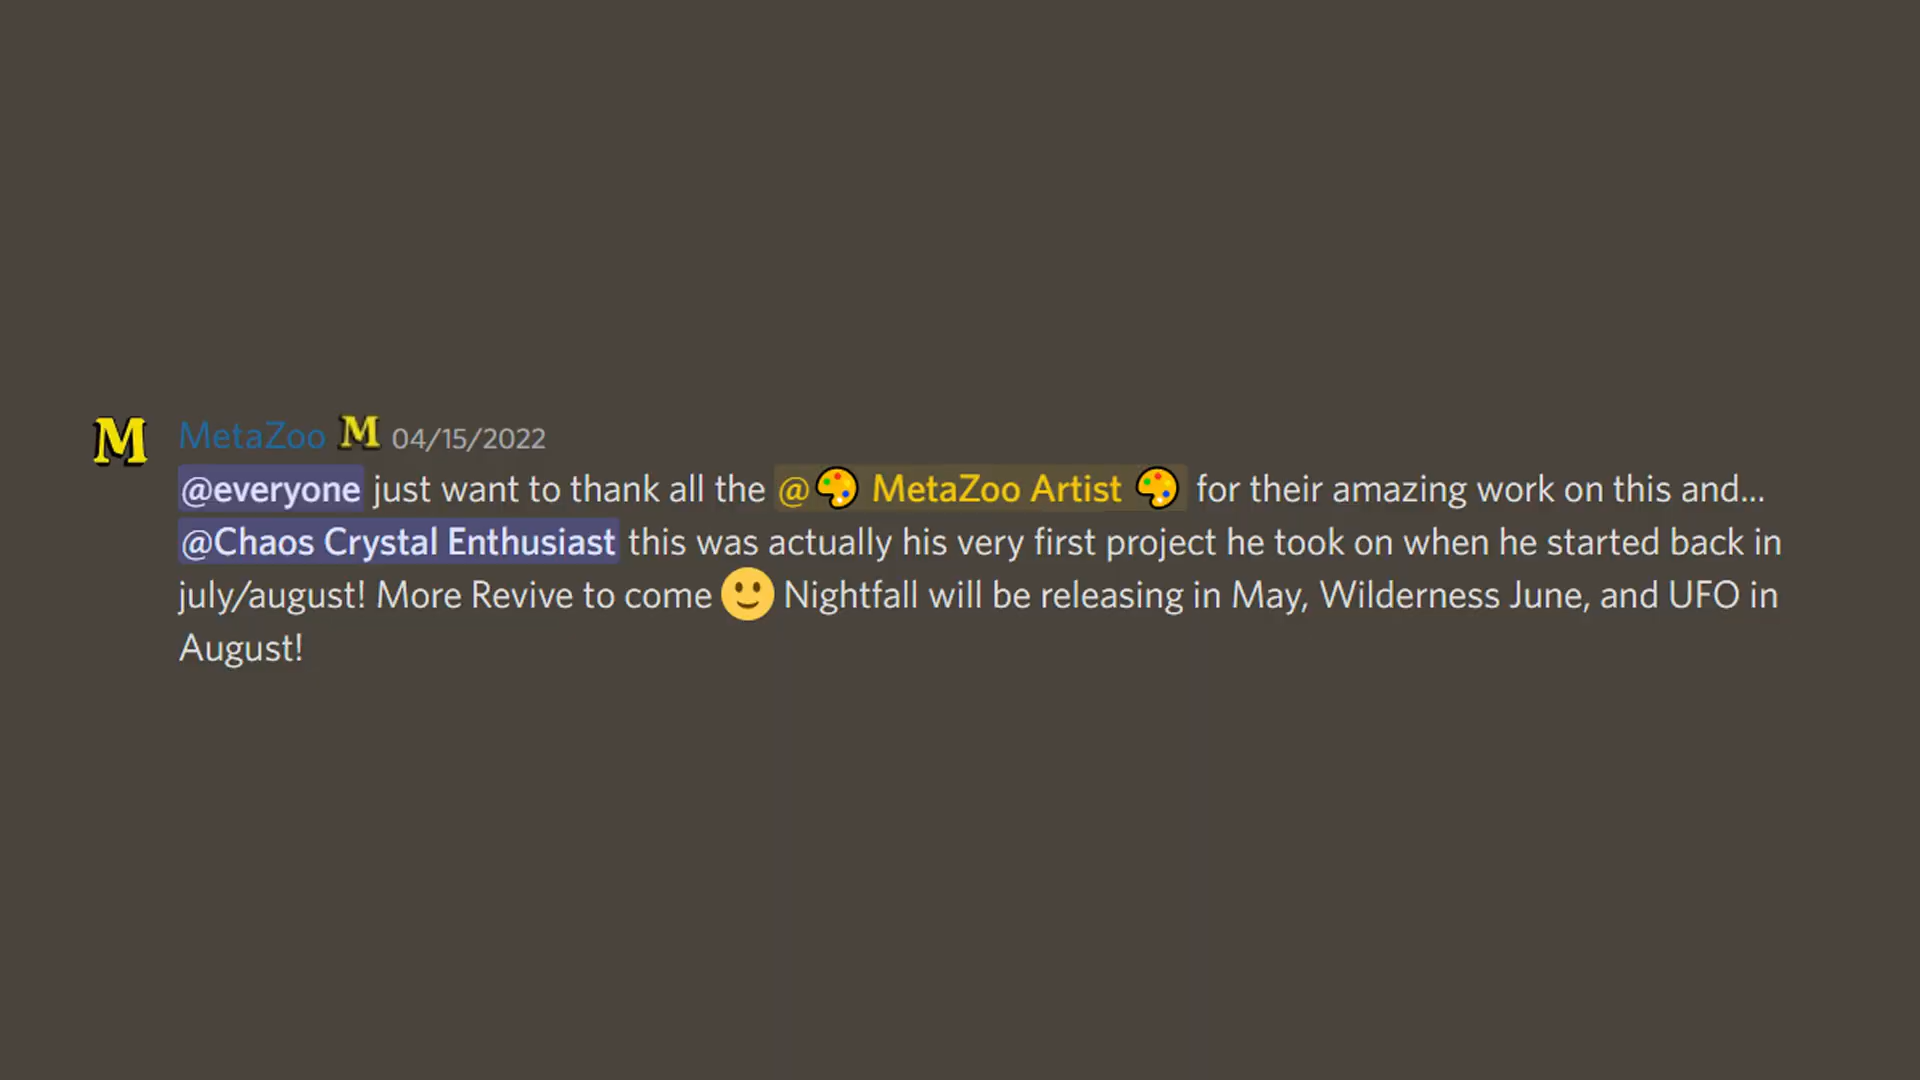 M MetaZoo M 04/15/2022
@everyone just want to thank all the @🎨 MetaZoo Artist 🎨 for their amazing work on this and...
@Chaos Crystal Enthusiast this was actually his very first project he took on when he started back in
july/august! More Revive to come 🙂 Nightfall will be releasing in May, Wilderness June, and UFO in
August!